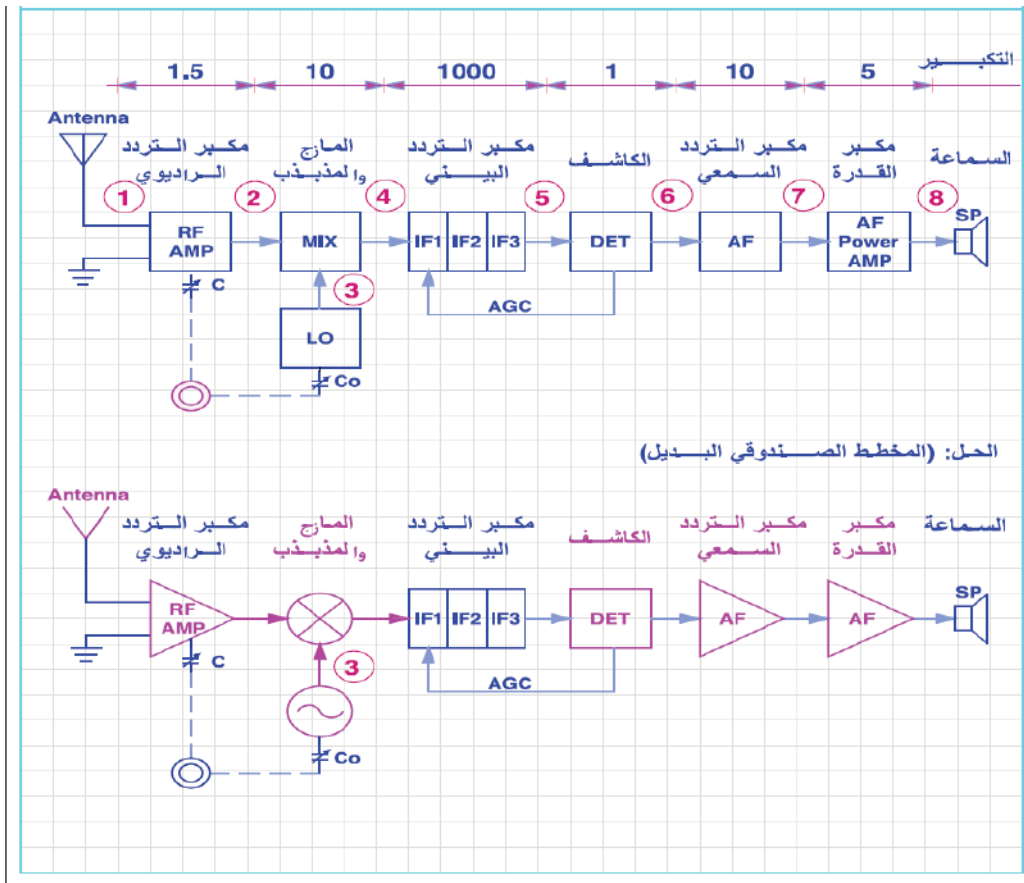 التكبير
1.5 10 1000 1 10 5
Antenna
مكبر التردد الراديوي
المازج والمذبذب
مكبر التردد البيني
الكاشف
مكبر التردد السمعي
مكبر القدرة
السماعة
1 2 4 5 6 7 8
RF AMP
MIX
IF1 IF2 IF3
DET
AF
AF Power AMP
SP
C
3
AGC
LO
Co
الحل: (المخطط الصندوقي البديل)
Antenna
مكبر التردد الراديوي
المازج والمذبذب
مكبر التردد البيني
الكاشف
مكبر التردد السمعي
مكبر القدرة
السماعة
RF AMP
IF1 IF2 IF3
DET
AF
AF
SP
C
3
AGC
Co